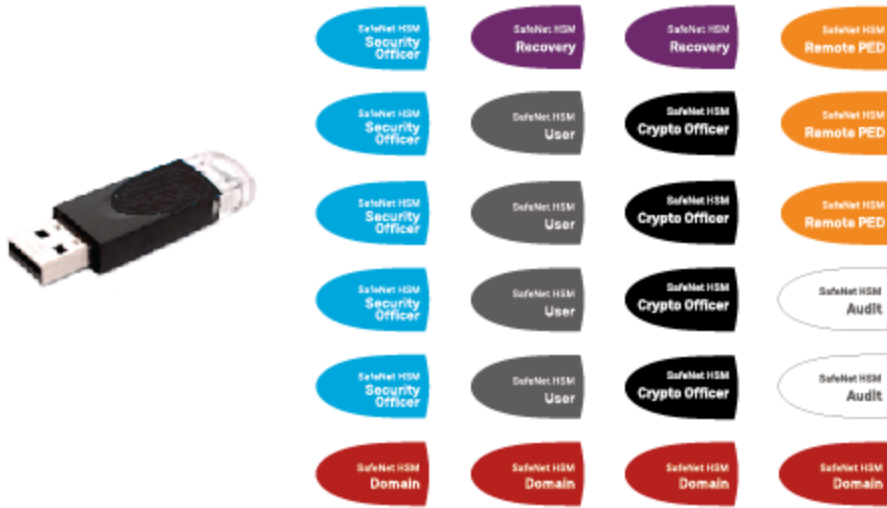 SafeNet HSM
Security
Officer
SafeNet HSM
Recovery
SafeNet HSM
Recovery
SafeNet HSM
Remote PED
SafeNet HSM
Security
Officer
SafeNet HSM
User
SafeNet HSM
Crypto Officer
SafeNet HSM
Remote PED
SafeNet HSM
Security
Officer
SafeNet HSM
User
SafeNet HSM
Crypto Officer
SafeNet HSM
Remote PED
SafeNet HSM
Security
Officer
SafeNet HSM
User
SafeNet HSM
Crypto Officer
SafeNet HSM
Audit
SafeNet HSM
Security
Officer
SafeNet HSM
User
SafeNet HSM
Crypto Officer
SafeNet HSM
Audit
SafeNet HSM
Domain
SafeNet HSM
Domain
SafeNet HSM
Domain
SafeNet HSM
Domain